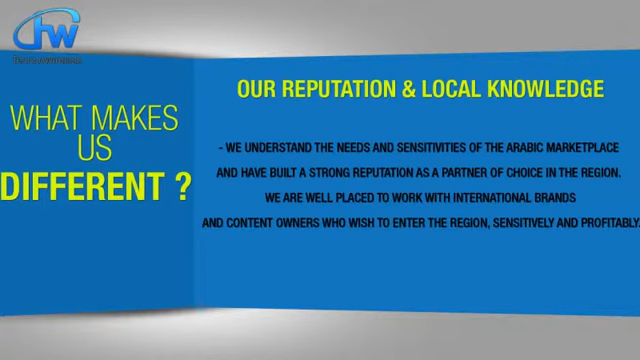 tw
WHAT MAKES
US
DIFFERENT ?
OUR REPUTATION & LOCAL KNOWLEDGE
- WE UNDERSTAND THE NEEDS AND SENSITIVITIES OF THE ARABIC MARKETPLACE
AND HAVE BUILT A STRONG REPUTATION AS A PARTNER OF CHOICE IN THE REGION.
WE ARE WELL PLACED TO WORK WITH INTERNATIONAL BRANDS
AND CONTENT OWNERS WHO WISH TO ENTER THE REGION, SENSITIVELY AND PROFITABLY.